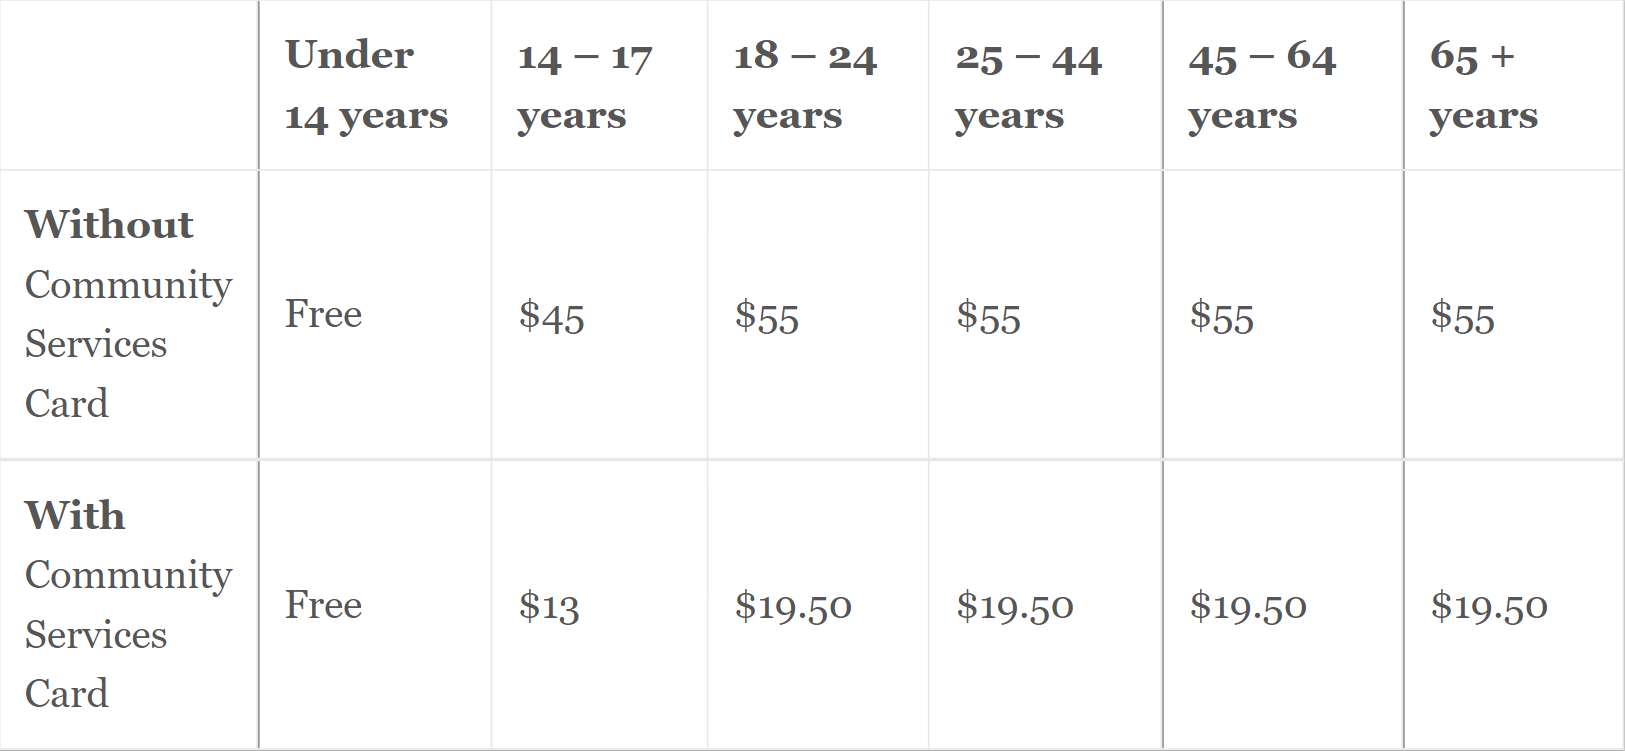 Under 14 years
14 – 17 years
18 – 24 years
25 – 44 years
45 – 64 years
65 + years
Without
Community
Services
Card
Free
$45
$55
$55
$55
$55
With
Community
Services
Card
Free
$13
$19.50
$19.50
$19.50
$19.50